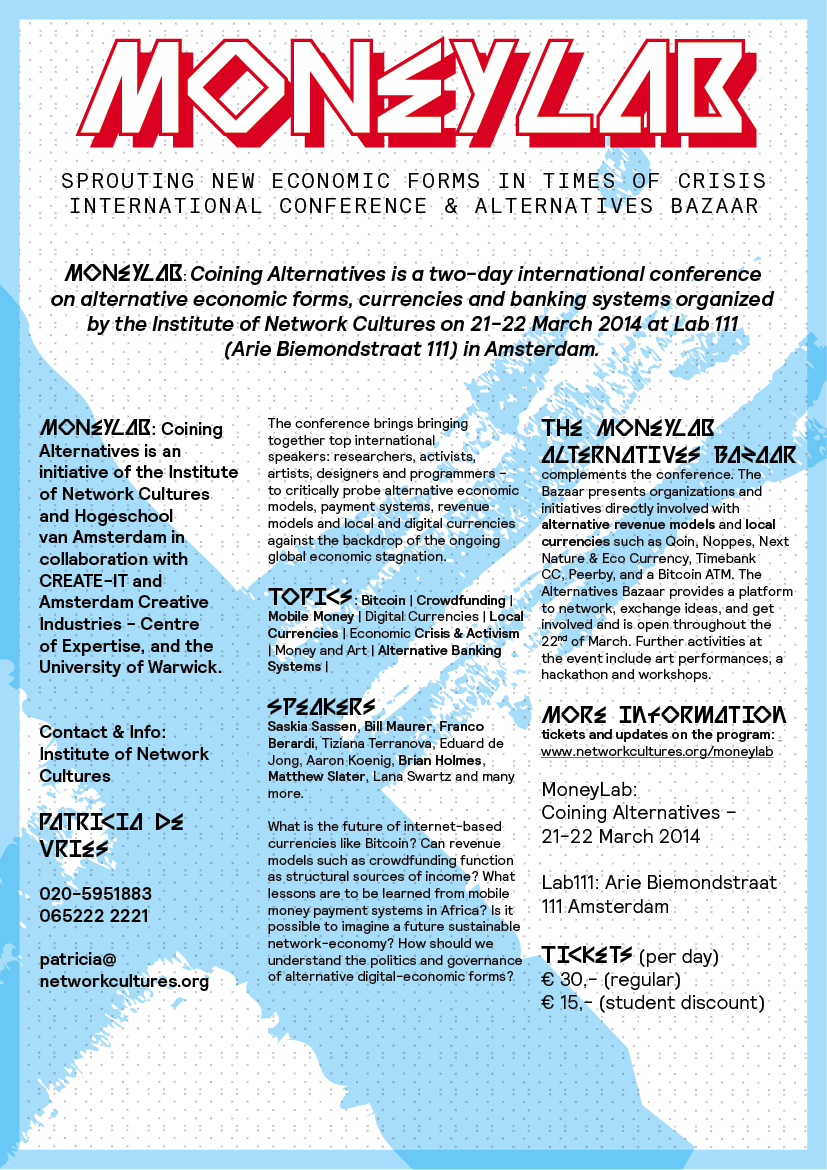 MONEYLAB
SPROUTING NEW ECONOMIC FORMS IN TIMES OF CRISIS
INTERNATIONAL CONFERENCE & ALTERNATIVES BAZAAR
MONEYLAB: Coining Alternatives is a two-day international conference
on alternative economic forms, currencies and banking systems organized
by the Institute of Network Cultures on 21-22 March 2014 at Lab 111
(Arie Biemondstraat 111) in Amsterdam.
MONEYLAB: Coining
Alternatives is an
initiative of the Institute
of Network Cultures
and Hogeschool
van Amsterdam in
collaboration with
CREATE-IT and
Amsterdam Creative
Industries – Centre
of Expertise, and the
University of Warwick.
Contact & Info:
Institute of Network
Cultures
PATRICIA DE
VRIES
020-5951883
065222 2221
patricia@
networkcultures.org
The conference brings bringing
together top international
speakers: researchers, activists,
artists, designers and programmers –
to critically probe alternative economic
models, payment systems, revenue
models and local and digital currencies
against the backdrop of the ongoing
global economic stagnation.
TOPICS: Bitcoin | Crowdfunding |
Mobile Money | Digital Currencies | Local
Currencies | Economic Crisis & Activism
| Money and Art | Alternative Banking
Systems |
SPEAKERS
Saskia Sassen, Bill Maurer, Franco
Berardi, Tiziana Terranova, Eduard de
Jong, Aaron Koenig, Brian Holmes,
Matthew Slater, Lana Swartz and many
more.
What is the future of internet-based
currencies like Bitcoin? Can revenue
models such as crowdfunding function
as structural sources of income? What
lessons are to be learned from mobile
money payment systems in Africa? Is it
possible to imagine a future sustainable
network-economy? How should we
understand the politics and governance
of alternative digital-economic forms?
THE MONEYLAB
ALTERNATIVES BAZAAR
complements the conference. The
Bazaar presents organizations and
initiatives directly involved with
alternative revenue models and local
currencies such as Qoin, Noppes, Next
Nature & Eco Currency, Timebank
CC, Peerby, and a Bitcoin ATM. The
Alternatives Bazaar provides a platform
to network, exchange ideas, and get
involved and is open throughout the
22nd of March. Further activities at
the event include art performances, a
hackathon and workshops.
MORE INFORMATION
tickets and updates on the program:
www.networkcultures.org/moneylab
MoneyLab:
Coining Alternatives –
21-22 March 2014
Lab111: Arie Biemondstraat
111 Amsterdam
TICKETS (per day)
€ 30,- (regular)
€ 15,- (student discount)